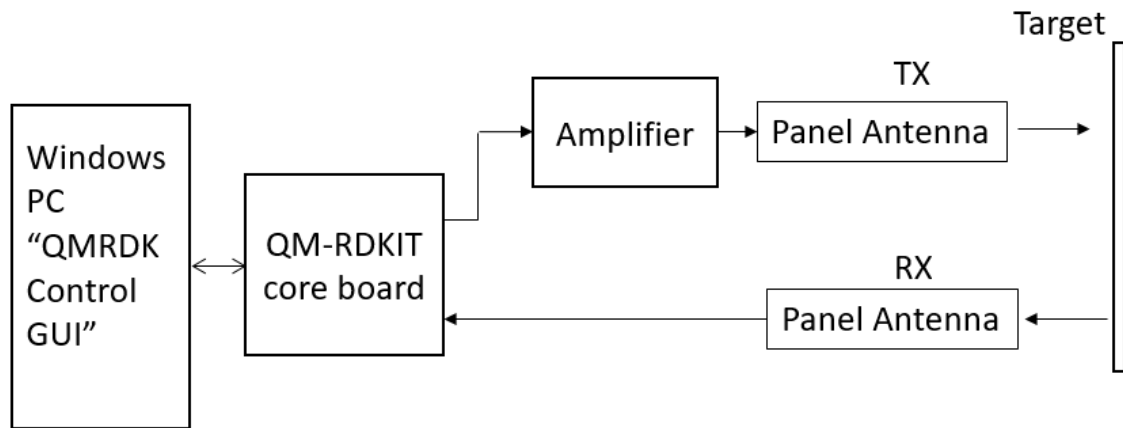 Target
TX
Amplifier
Panel Antenna
Windows
PC
“QMRDK
Control
GUI”
QM-RDKIT
core board
RX
Panel Antenna